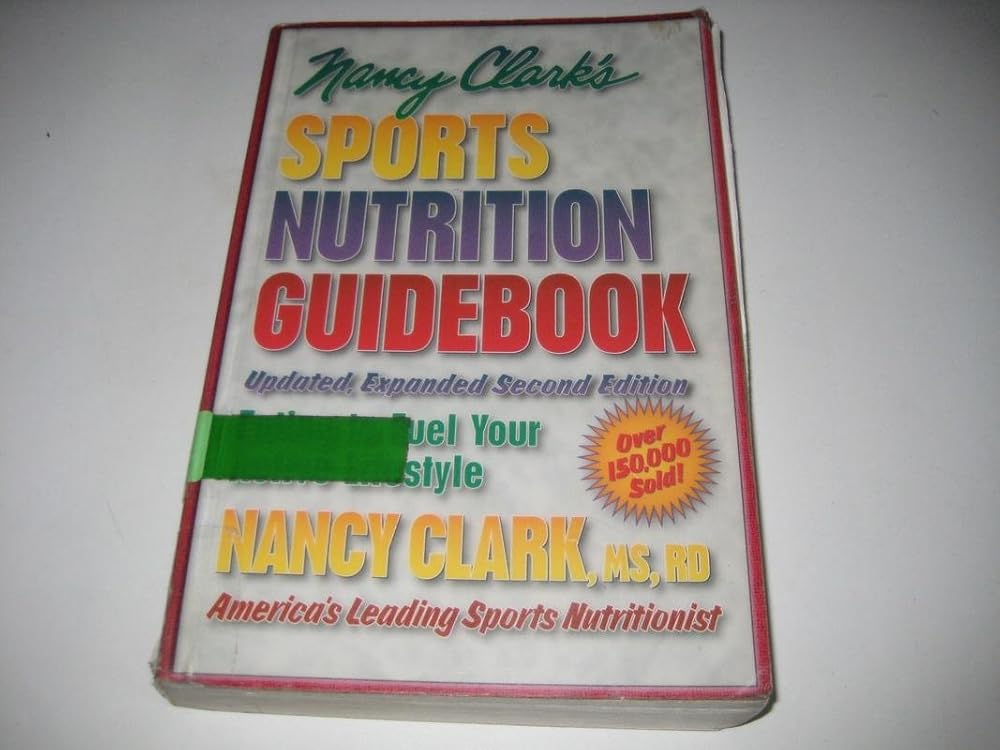 Nancy Clark's
SPORTS
NUTRITION
GUIDEBOOK
Updated, Expanded Second Edition
Fuel Your
Lifestyle
Over
150,000
Sold!
NANCY CLARK, MS, RD
America's Leading Sports Nutritionist